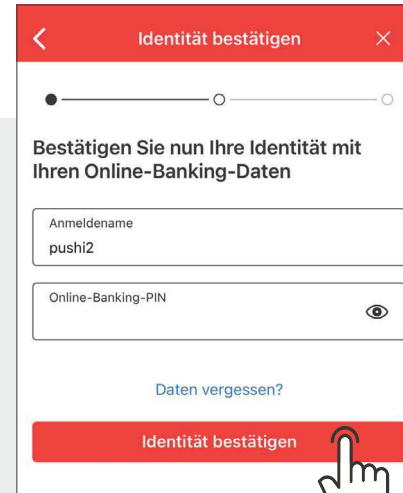 Identität bestätigen
Bestätigen Sie nun Ihre Identität mit
Ihren Online-Banking-Daten
Anmeldename
pushi2
Online-Banking-PIN
Daten vergessen?
Identität bestätigen